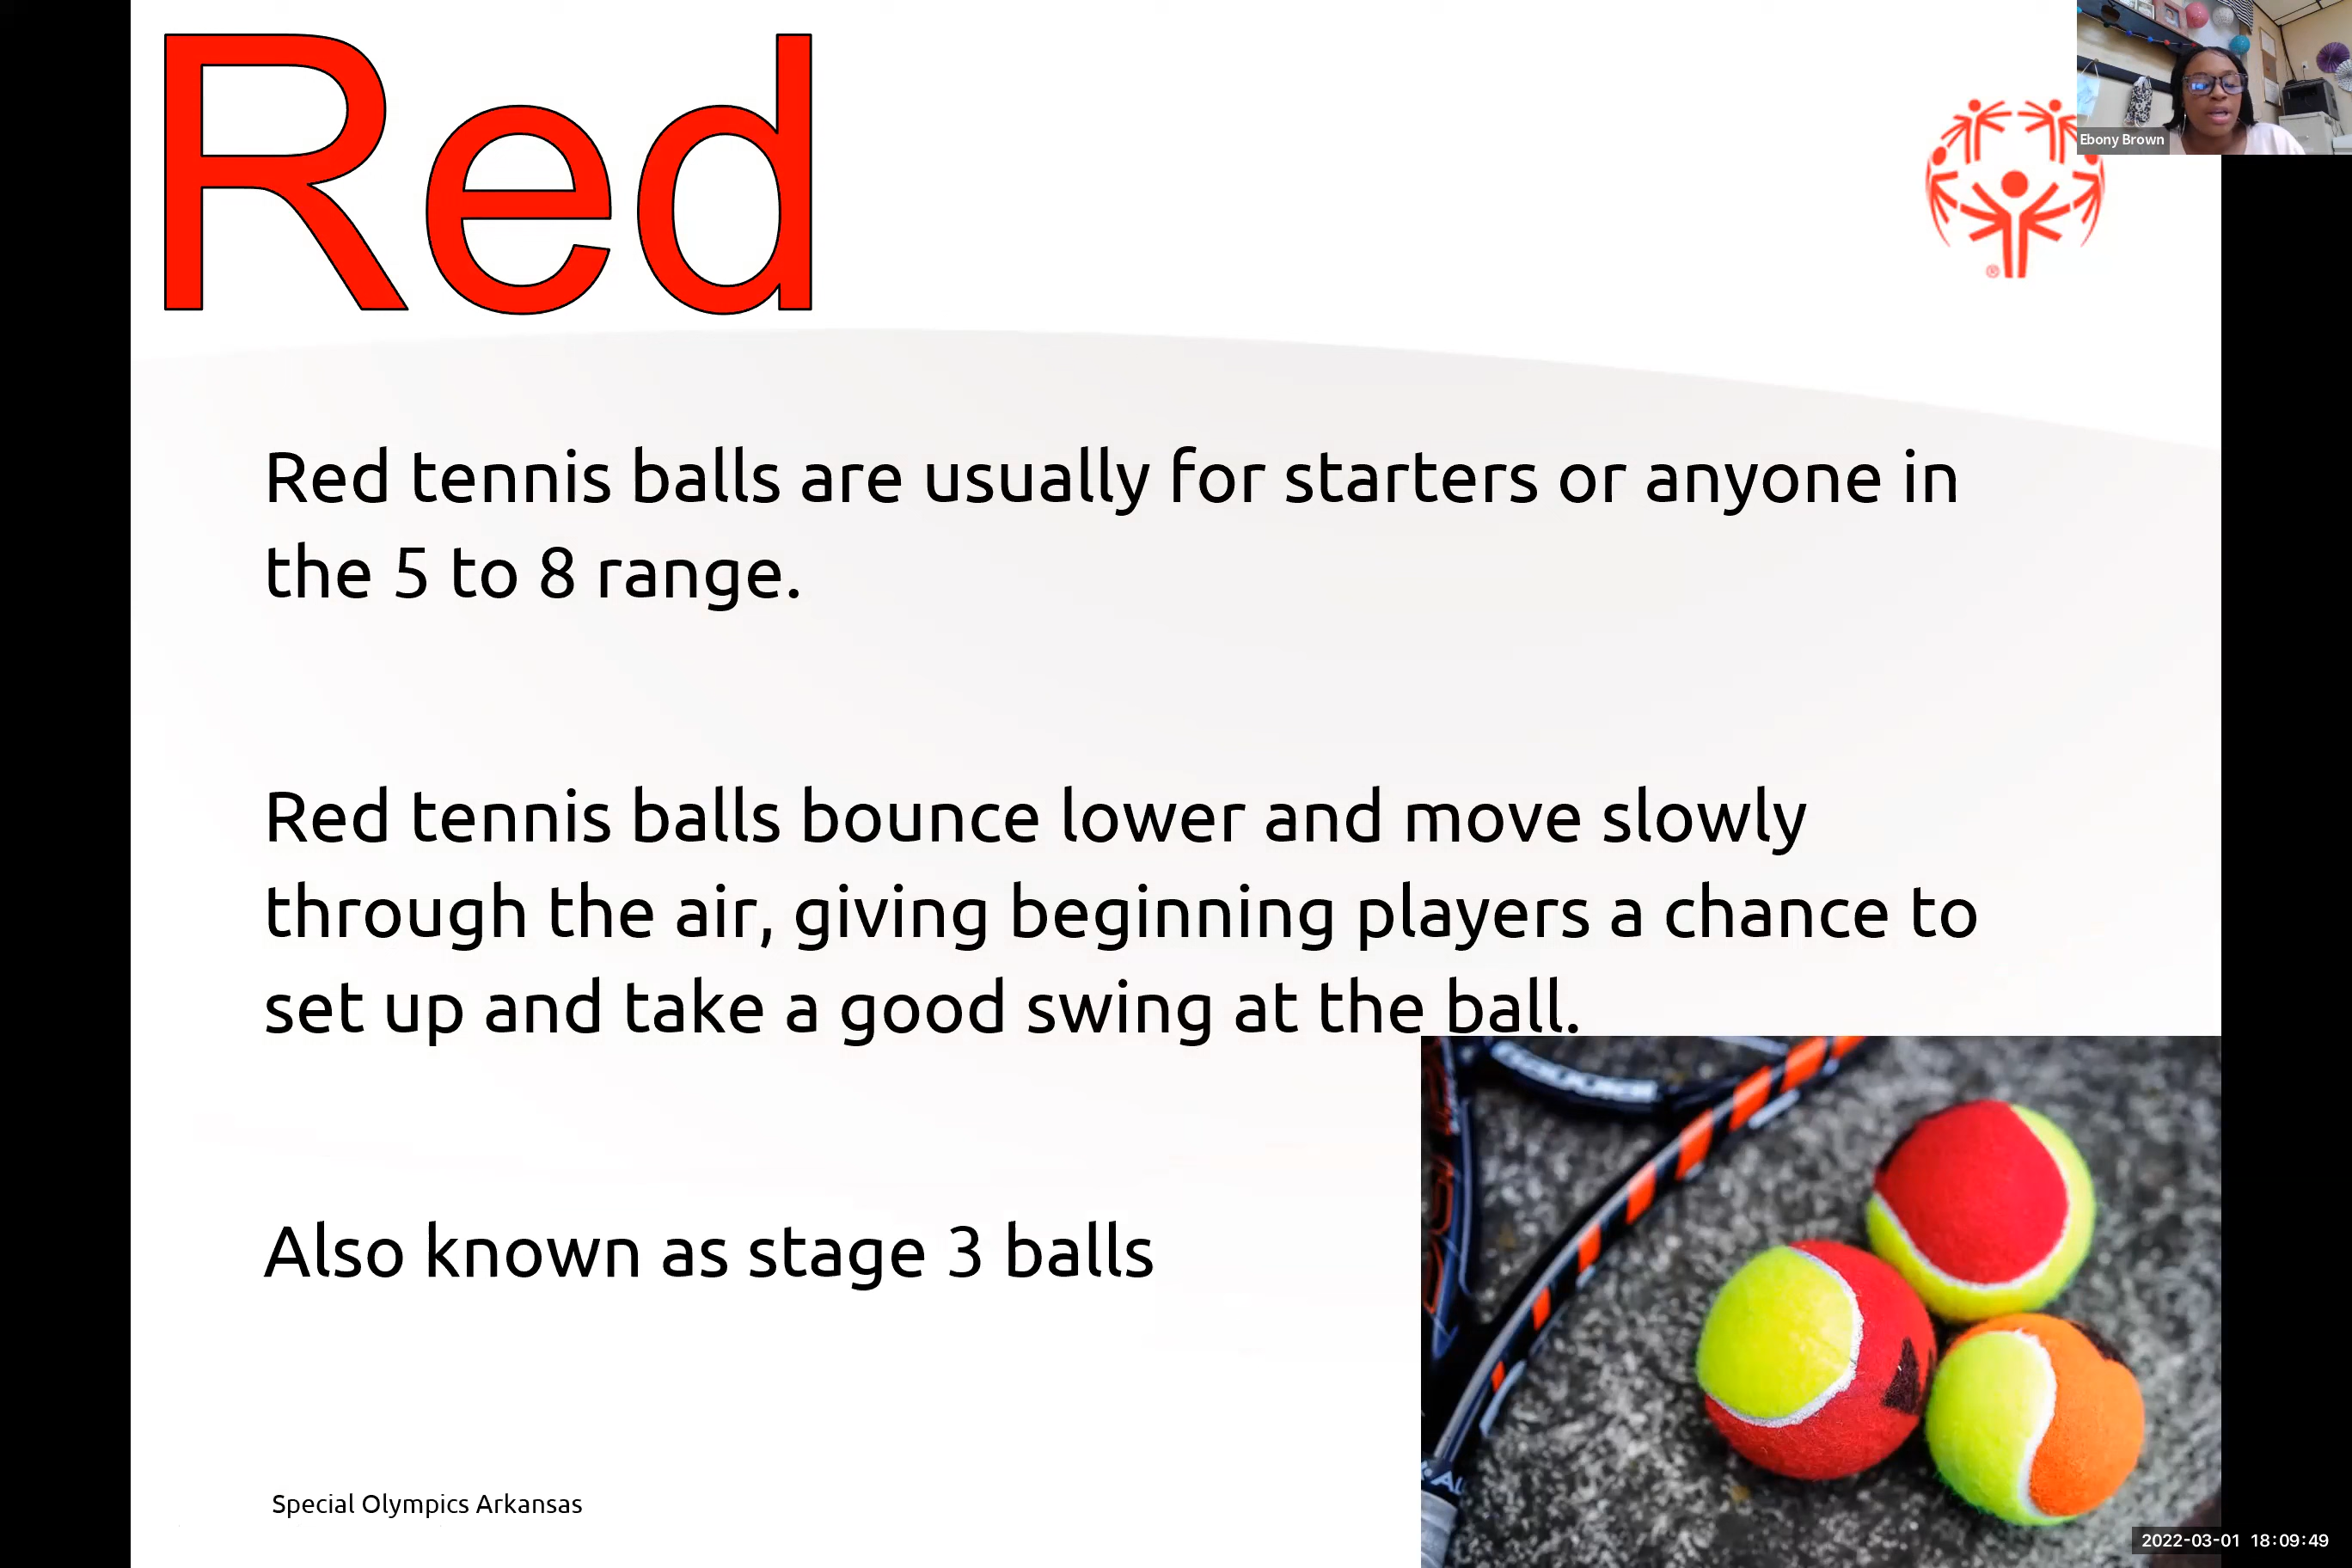 Red
Ebony Brown
®
Red tennis balls are usually for starters or anyone in
the 5 to 8 range.
Red tennis balls bounce lower and move slowly
through the air, giving beginning players a chance to
set up and take a good swing at the ball.
Also known as stage 3 balls
Special Olympics Arkansas
2022-03-01 18:09:49